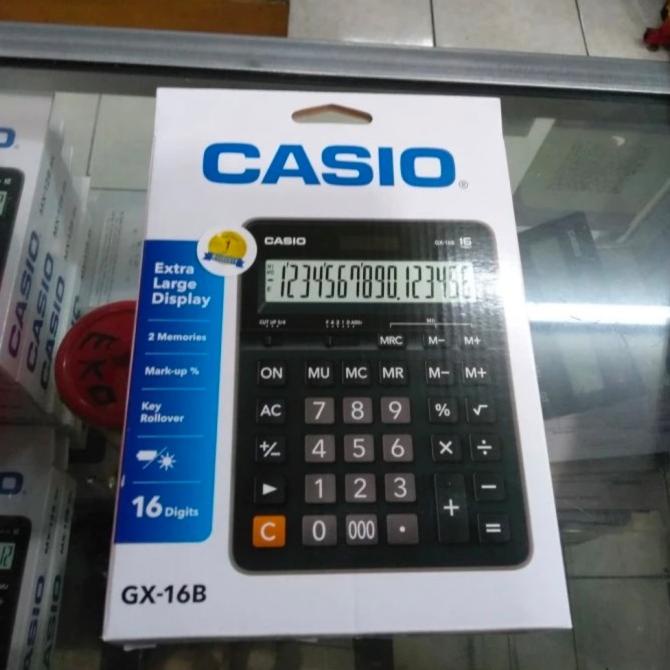 CASIO®
CASIO
GX-16B 16
1234567890.123456
Extra
Large
Display
2 Memories
Mark-up %
Key
Rollover
16 Digits
MRC M− M+
ON MU MC MR M− M+
AC 7 8 9 % √
+/− 4 5 6 × ÷
► 1 2 3 + −
C 0 000 · =
GX-16B
CASIO
CASIO
CASIO
EKO